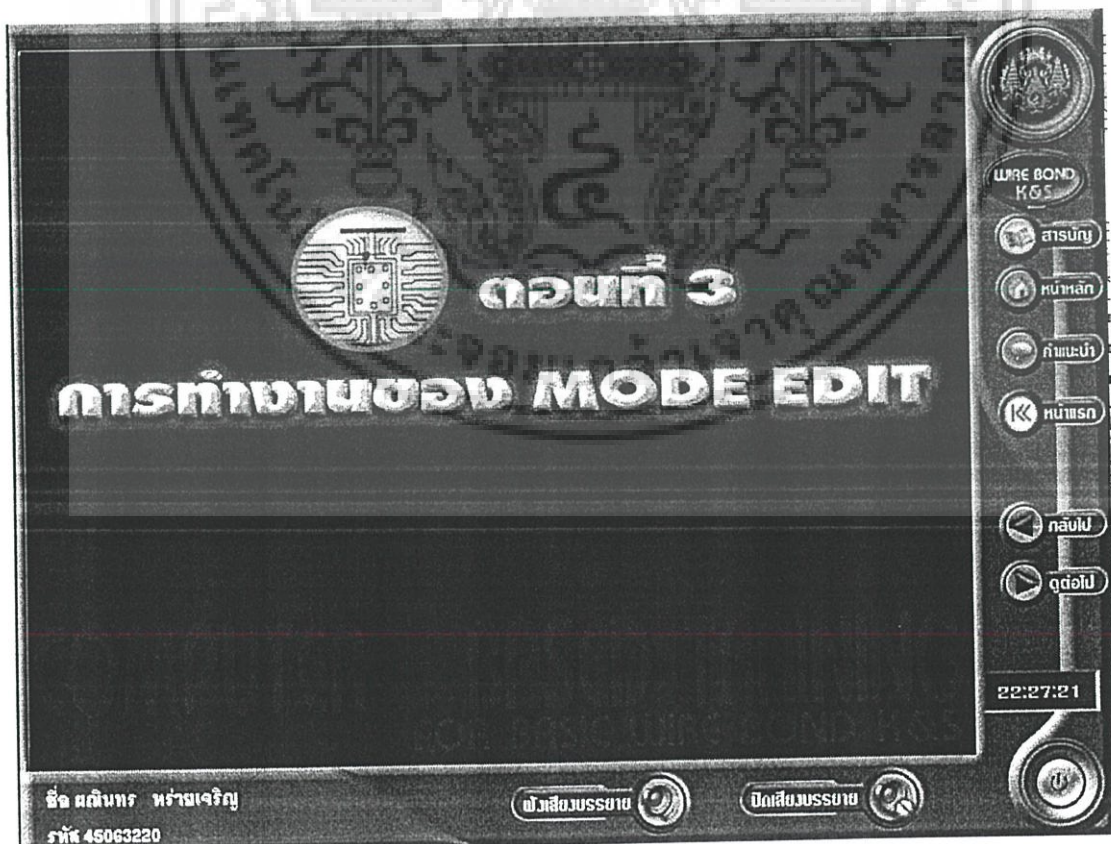 ตอนที่ 3
การทำงานของ MODE EDIT
WIRE BOND
K&S
สารบัญ
หน้าหลัก
คำแนะนำ
หน้าแรก
กลับไป
ดูต่อไป
22:27:21
ฟังเสียงบรรยาย
ปิดเสียงบรรยาย
ชื่อ ผณินทร หร่ายเจริญ
รหัส 45063220